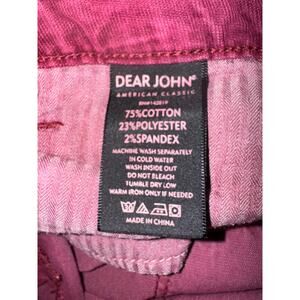 DEAR JOHN®
AMERICAN CLASSIC
75%COTTON
23%POLYESTER
2%SPANDEX
MACHINE WASH SEPARATELY
IN COLD WATER
WASH INSIDE OUT
DO NOT BLEACH
TUMBLE DRY LOW
WARM IRON ONLY IF NEEDED
MADE IN CHINA